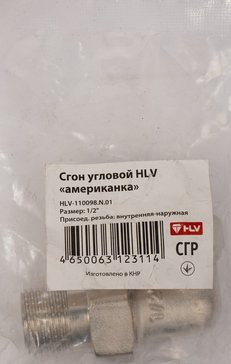 Сгон угловой HLV
«американка»
HLV-110098.N.01
Размер: 1/2"
Присоед. резьба: внутренняя-наружная
HLV
СГР
4 650063 123114
Изготовлено в КНР